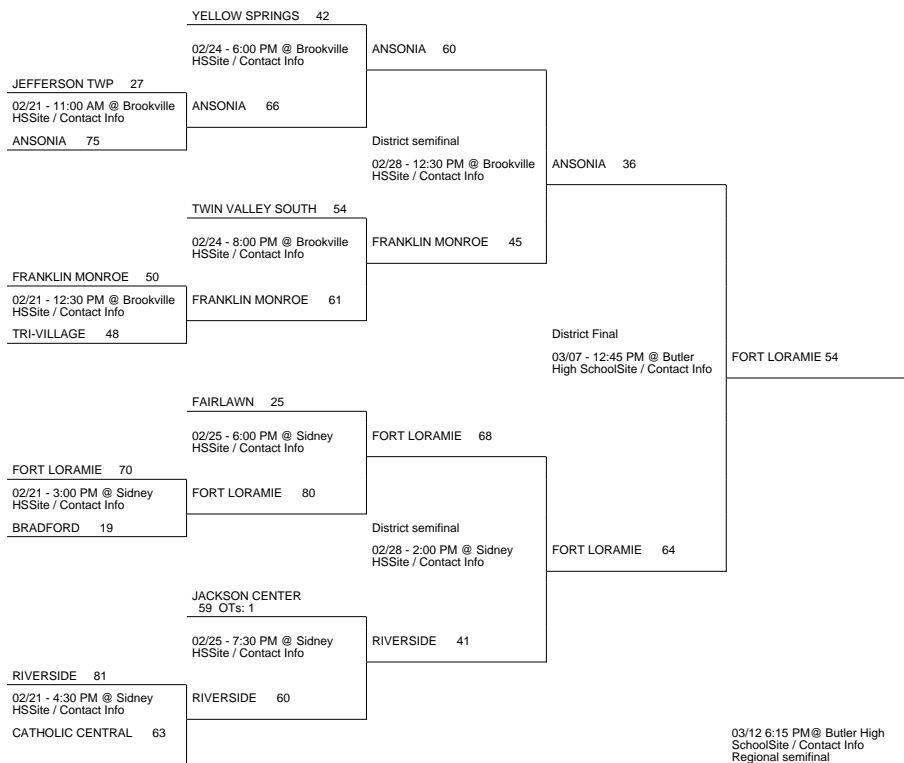 YELLOW SPRINGS 42
02/24 - 6:00 PM @ Brookville
HSSite / Contact Info
ANSONIA 60
JEFFERSON TWP 27
02/21 - 11:00 AM @ Brookville
HSSite / Contact Info
ANSONIA 66
ANSONIA 75
District semifinal
02/28 - 12:30 PM @ Brookville
HSSite / Contact Info
ANSONIA 36
TWIN VALLEY SOUTH 54
02/24 - 8:00 PM @ Brookville
HSSite / Contact Info
FRANKLIN MONROE 45
FRANKLIN MONROE 50
02/21 - 12:30 PM @ Brookville
HSSite / Contact Info
FRANKLIN MONROE 61
TRI-VILLAGE 48
District Final
03/07 - 12:45 PM @ Butler
High SchoolSite / Contact Info
FORT LORAMIE 54
FAIRLAWN 25
02/25 - 6:00 PM @ Sidney
HSSite / Contact Info
FORT LORAMIE 68
FORT LORAMIE 70
02/21 - 3:00 PM @ Sidney
HSSite / Contact Info
FORT LORAMIE 80
BRADFORD 19
District semifinal
02/28 - 2:00 PM @ Sidney
HSSite / Contact Info
FORT LORAMIE 64
JACKSON CENTER
59 OTs: 1
02/25 - 7:30 PM @ Sidney
HSSite / Contact Info
RIVERSIDE 41
RIVERSIDE 81
02/21 - 4:30 PM @ Sidney
HSSite / Contact Info
RIVERSIDE 60
CATHOLIC CENTRAL 63
03/12 6:15 PM@ Butler High
SchoolSite / Contact Info
Regional semifinal